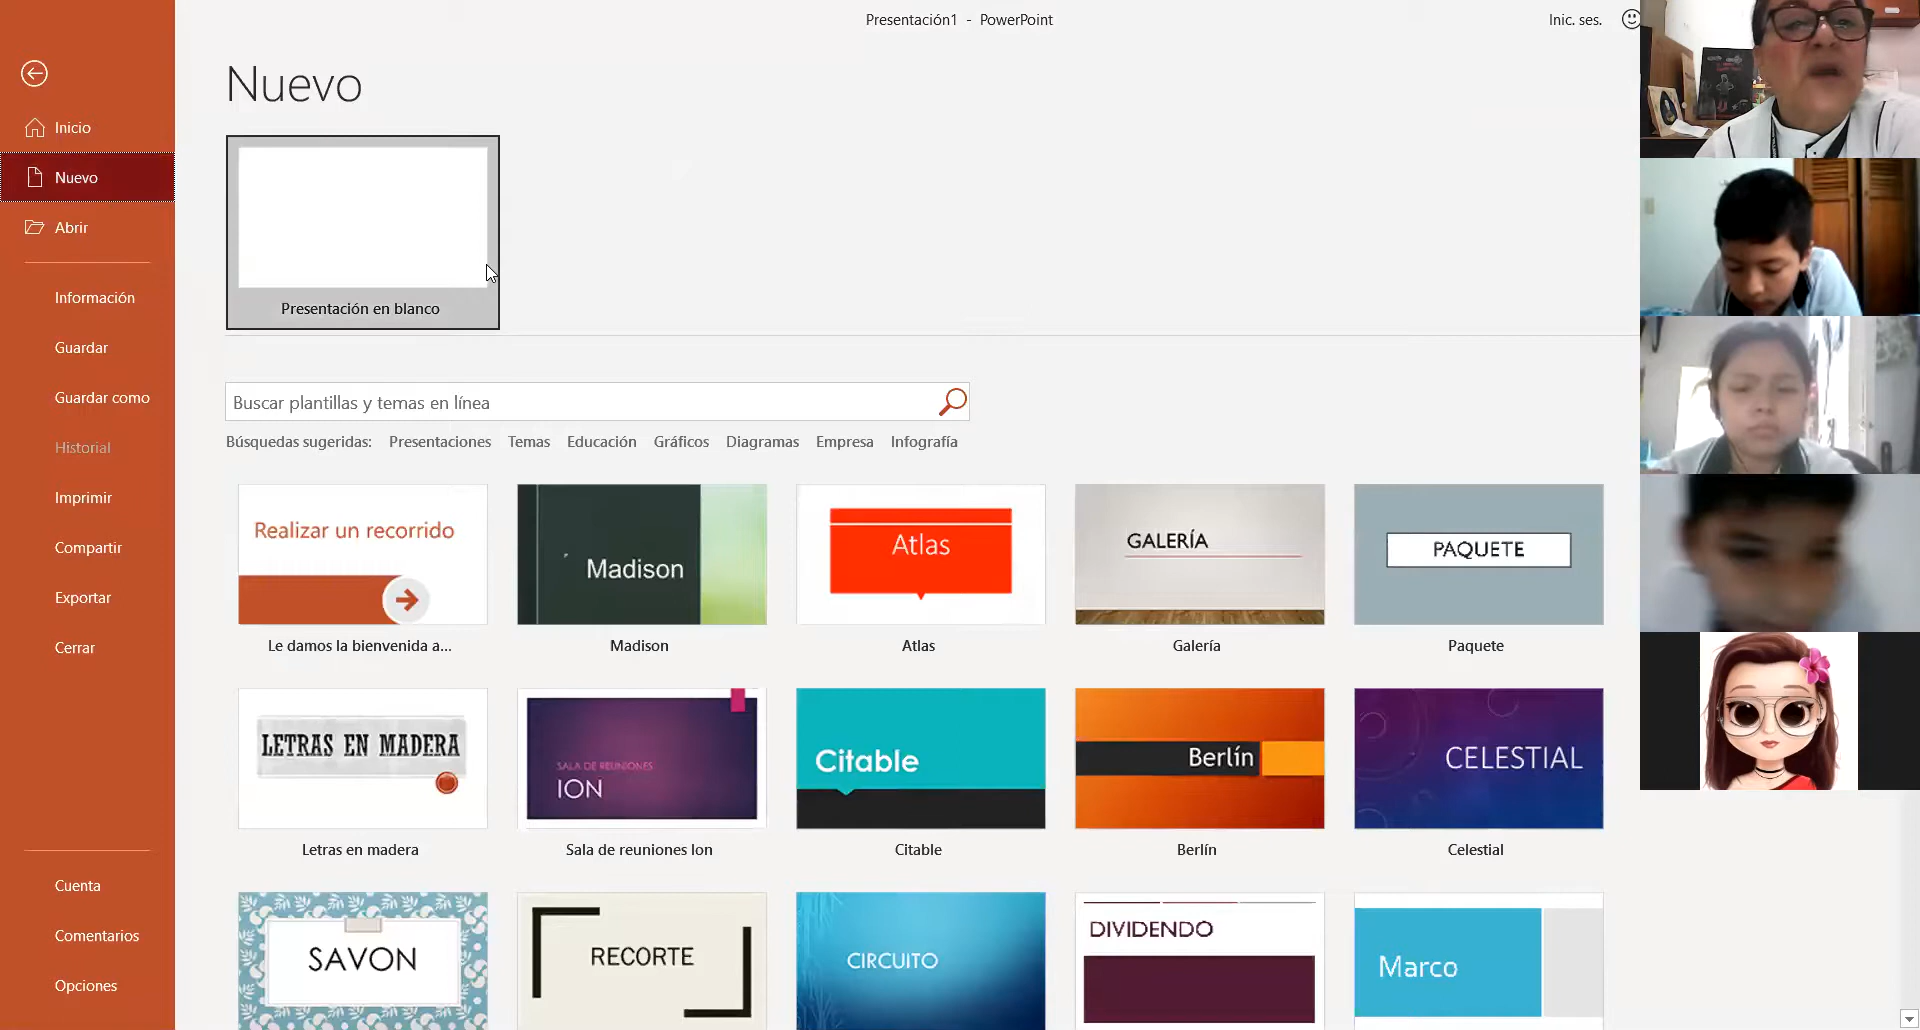 Presentación1 - PowerPoint
Inic. ses.
Inicio
Nuevo
Abrir
Información
Guardar
Guardar como
Historial
Imprimir
Compartir
Exportar
Cerrar
Cuenta
Comentarios
Opciones
Nuevo
Presentación en blanco
Buscar plantillas y temas en línea
Búsquedas sugeridas: Presentaciones Temas Educación Gráficos Diagramas Empresa Infografía
Realizar un recorrido
Le damos la bienvenida a...
Madison
Madison
Atlas
Atlas
GALERÍA
Galería
PAQUETE
Paquete
LETRAS EN MADERA
Letras en madera
SALA DE REUNIONES
ION
Sala de reuniones Ion
Citable
Citable
Berlín
Berlín
CELESTIAL
Celestial
SAVON
RECORTE
CIRCUITO
DIVIDENDO
Marco